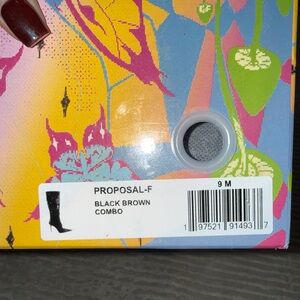 PROPOSAL-F
9 M
BLACK BROWN
COMBO
1 97521 91493 7